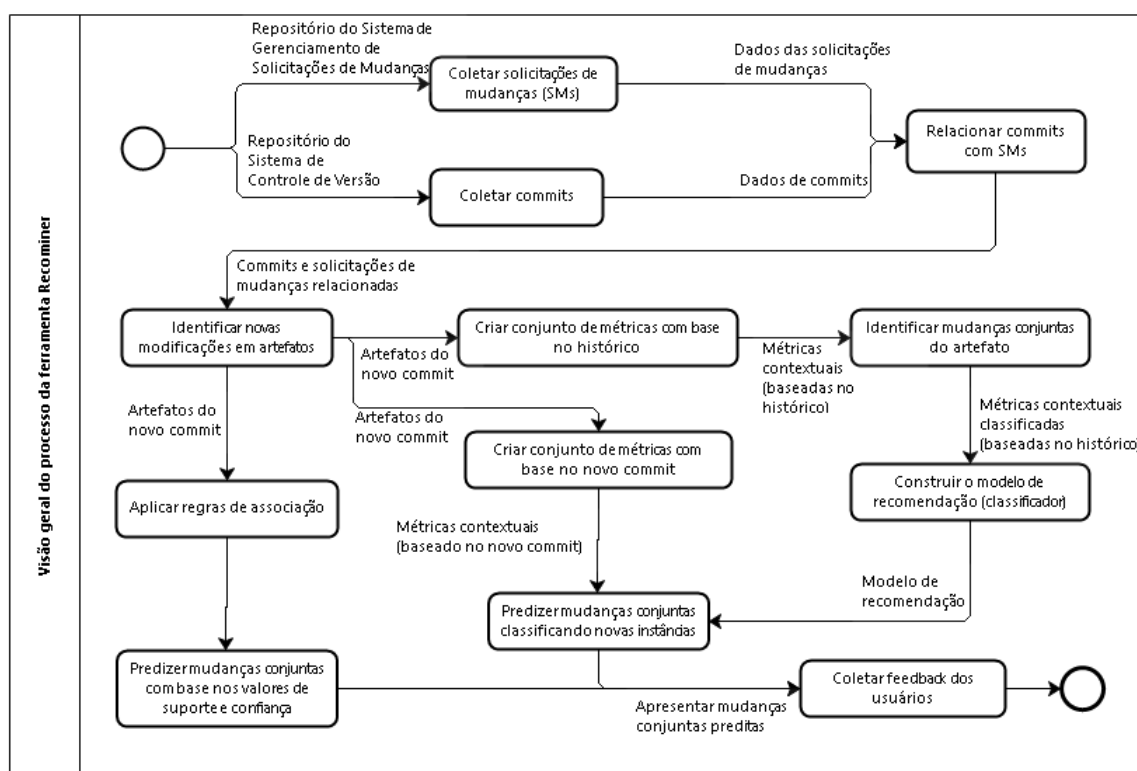 Visão geral do processo da ferramenta Recominer
Repositório do Sistema de
Gerenciamento de
Solicitações de Mudanças
Coletar solicitações de
mudanças (SMs)
Dados das solicitações
de mudanças
Relacionar commits
com SMs
Repositório do
Sistema de
Controle de Versão
Coletar commits
Dados de commits
Commits e solicitações de
mudanças relacionadas
Identificar novas
modificações em artefatos
Artefatos do
novo commit
Criar conjunto de métricas com base
no histórico
Métricas
contextuais
(baseadas no
histórico)
Identificar mudanças conjuntas
do artefato
Artefatos do
novo commit
Artefatos do
novo commit
Métricas contextuais
classificadas
(baseadas no histórico)
Criar conjunto de métricas com
base no novo commit
Construir o modelo de
recomendação (classificador)
Aplicar regras de associação
Métricas contextuais
(baseado no novo commit)
Modelo de
recomendação
Predizer mudanças conjuntas
classificando novas instâncias
Predizer mudanças conjuntas
com base nos valores de
suporte e confiança
Apresentar mudanças
conjuntas preditas
Coletar feedback dos
usuários